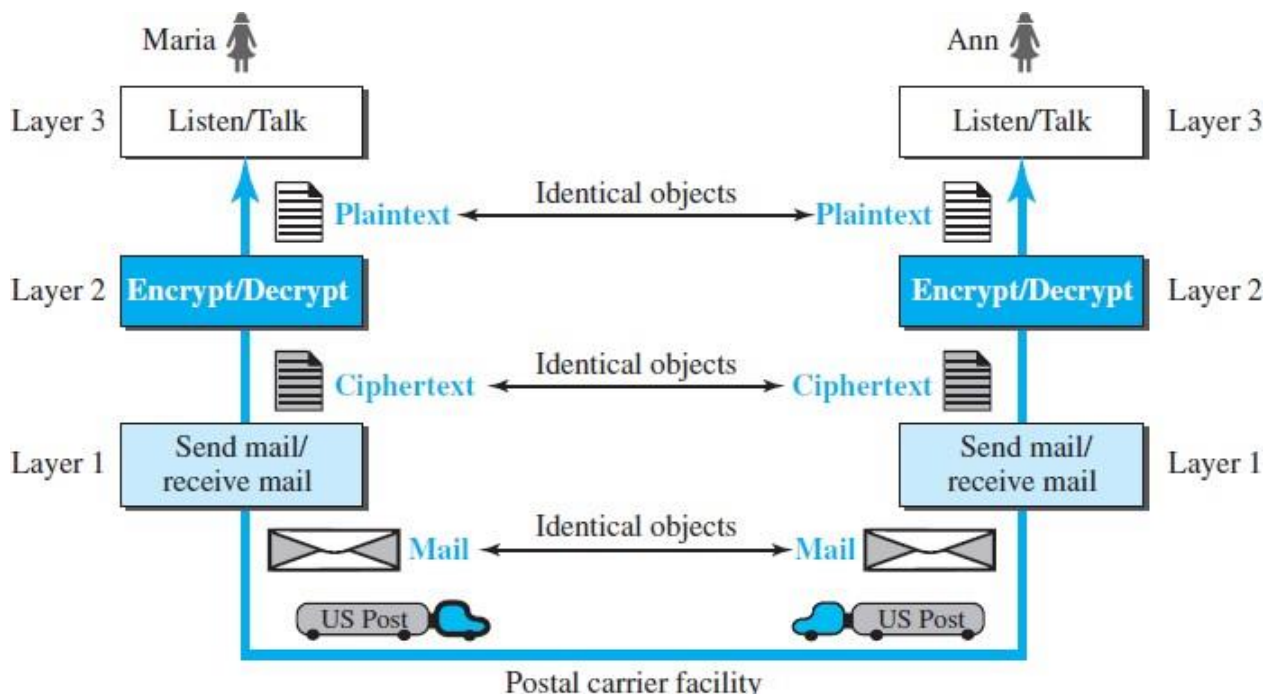 Maria
Ann
Layer 3
Listen/Talk
Listen/Talk
Layer 3
Identical objects
Plaintext
Plaintext
Layer 2
Encrypt/Decrypt
Encrypt/Decrypt
Layer 2
Identical objects
Ciphertext
Ciphertext
Layer 1
Send mail/
receive mail
Send mail/
receive mail
Layer 1
Identical objects
Mail
Mail
US Post
US Post
Postal carrier facility